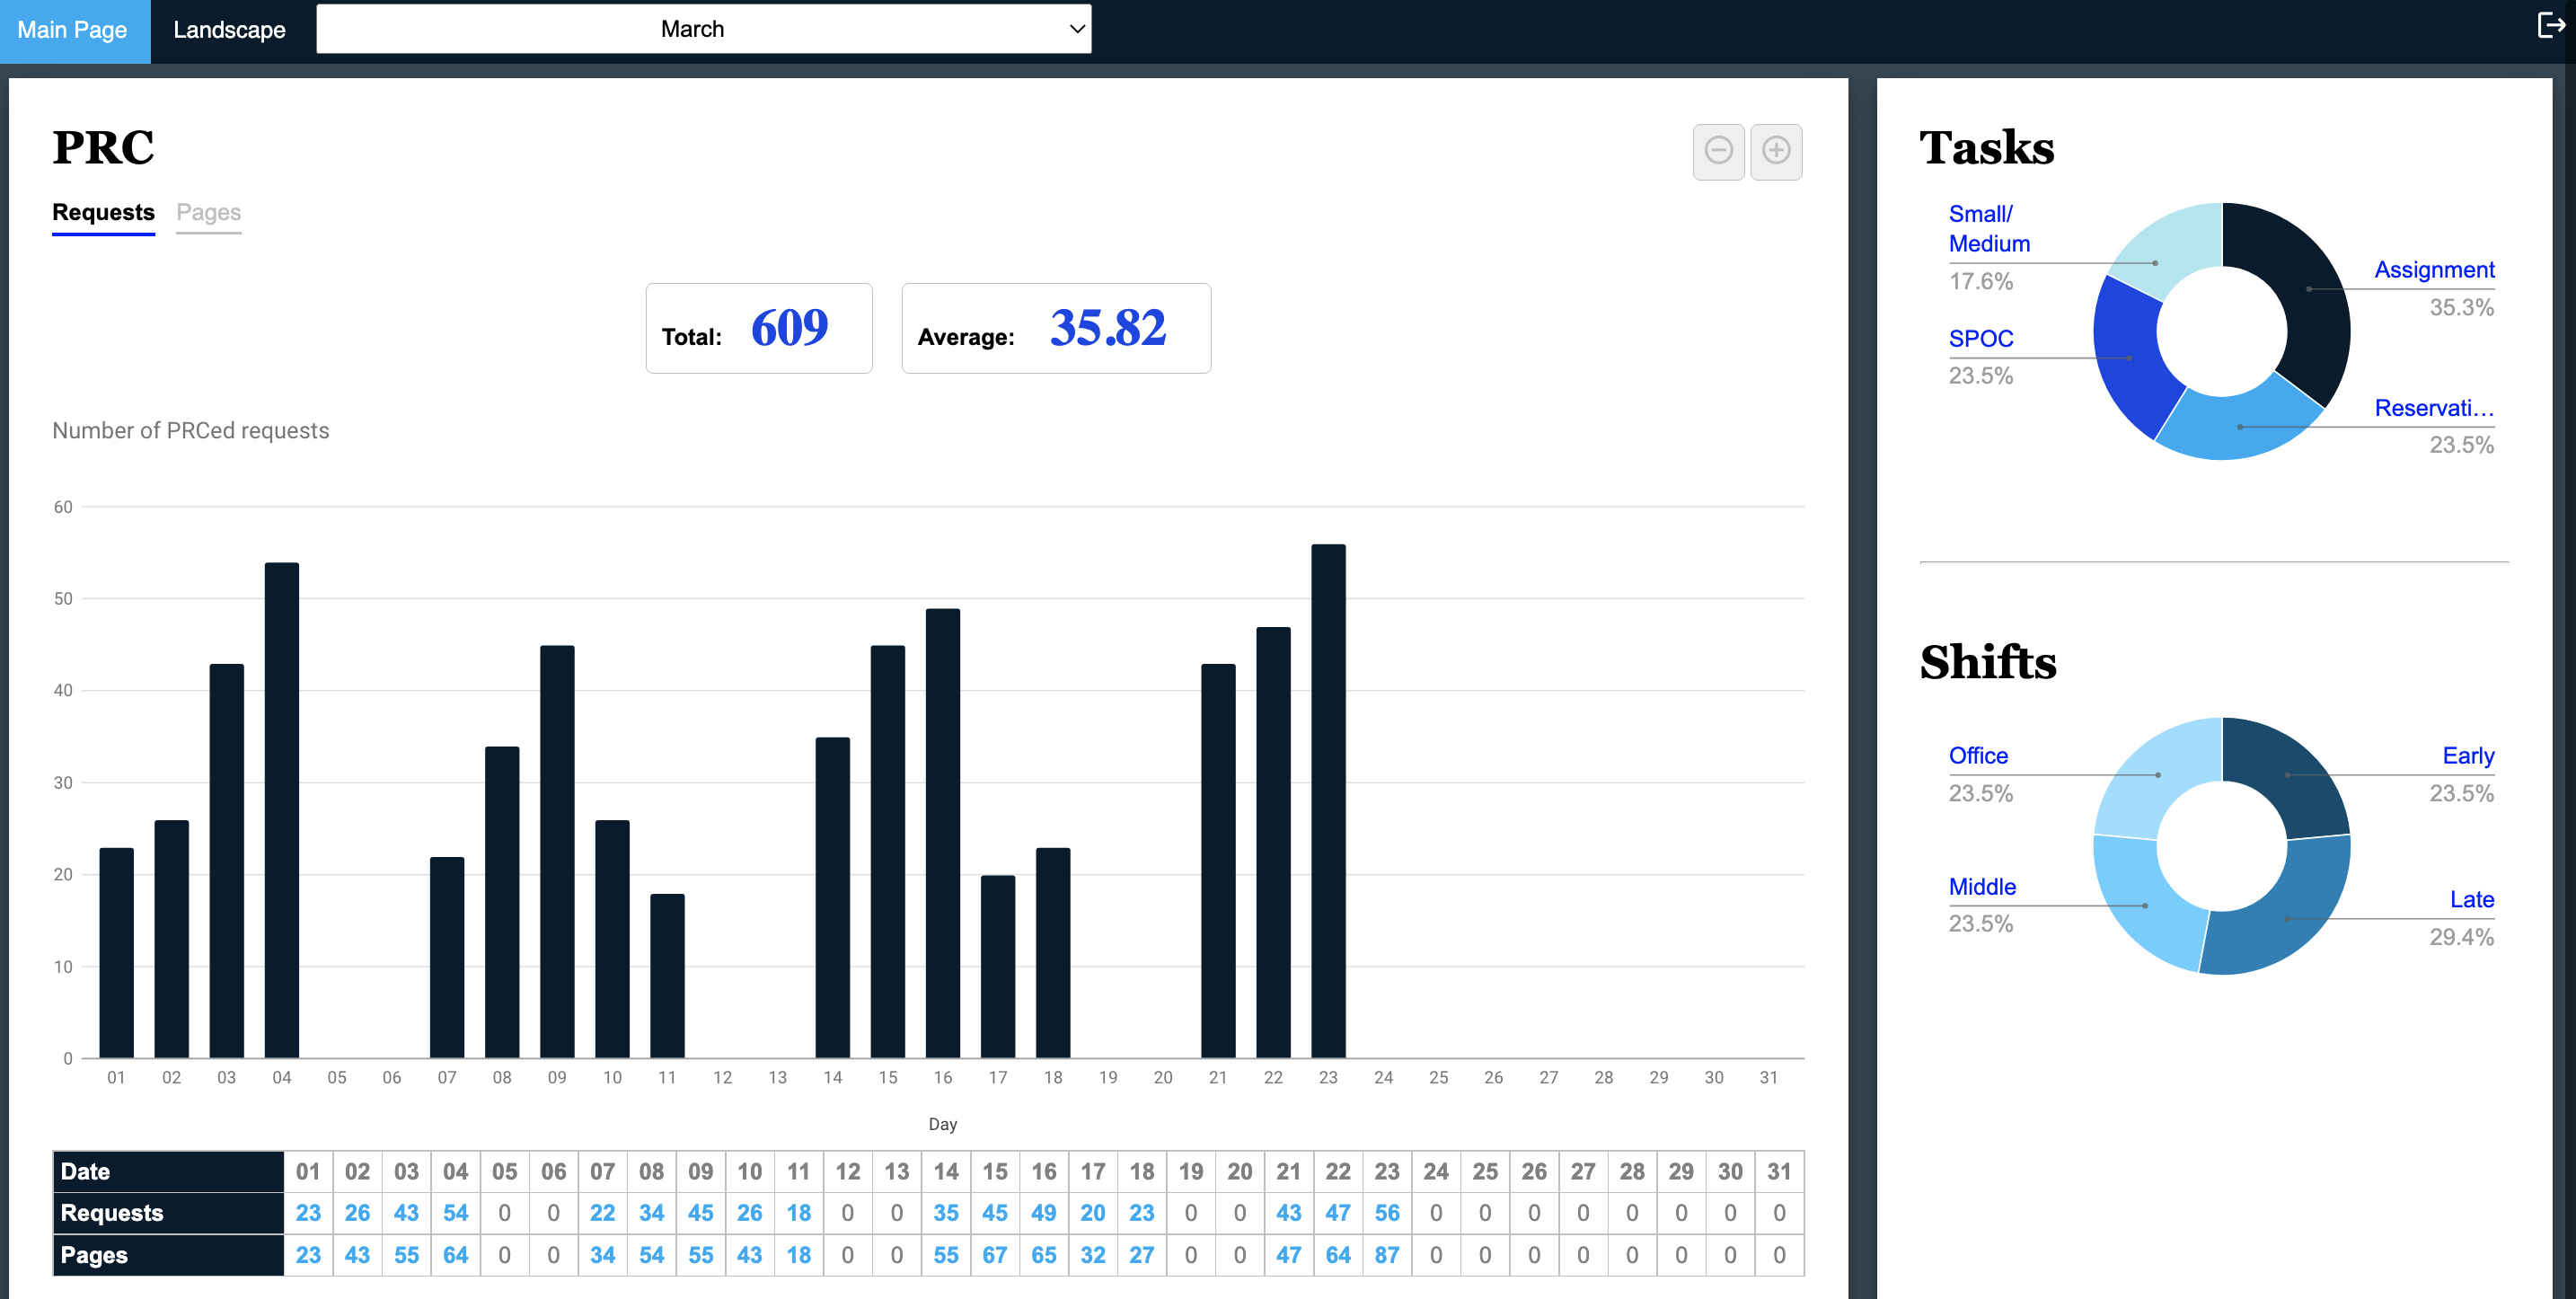 Main Page Landscape March
PRC
Requests Pages
Total: 609 Average: 35.82
Number of PRCed requests
60
50
40
30
20
10
0
01 02 03 04 05 06 07 08 09 10 11 12 13 14 15 16 17 18 19 20 21 22 23 24 25 26 27 28 29 30 31
Day
Date 01 02 03 04 05 06 07 08 09 10 11 12 13 14 15 16 17 18 19 20 21 22 23 24 25 26 27 28 29 30 31
Requests 23 26 43 54 0 0 22 34 45 26 18 0 0 35 45 49 20 23 0 0 43 47 56 0 0 0 0 0 0 0 0
Pages 23 43 55 64 0 0 34 54 55 43 18 0 0 55 67 65 32 27 0 0 47 64 87 0 0 0 0 0 0 0 0
Tasks
Small/
Medium
17.6%
SPOC
23.5%
Assignment
35.3%
Reservati...
23.5%
Shifts
Office
23.5%
Middle
23.5%
Early
23.5%
Late
29.4%